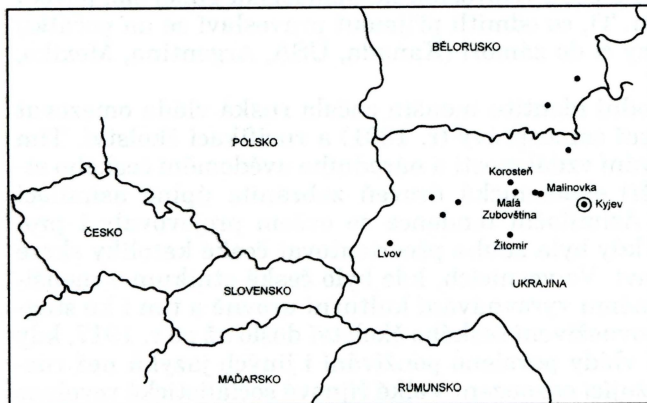 BĚLORUSKO
POLSKO
Korosteň
Malinovka
Malá
Zubovština
Kyjev
ČESKO
Lvov
Žitomir
SLOVENSKO
UKRAJINA
MAĎARSKO
RUMUNSKO